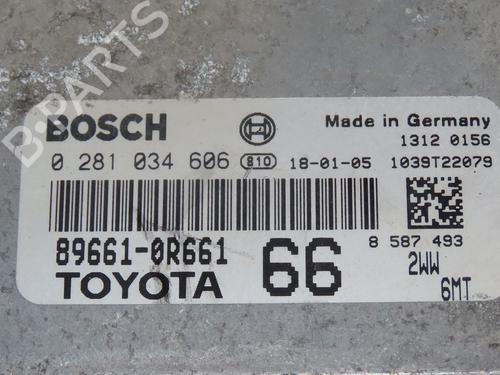 B-PARTS
BOSCH
Made in Germany
1312 0156
0 281 034 606 810 18-01-05 1039T22079
89661-0R661
TOYOTA
66
8 587 493
2WW
6MT